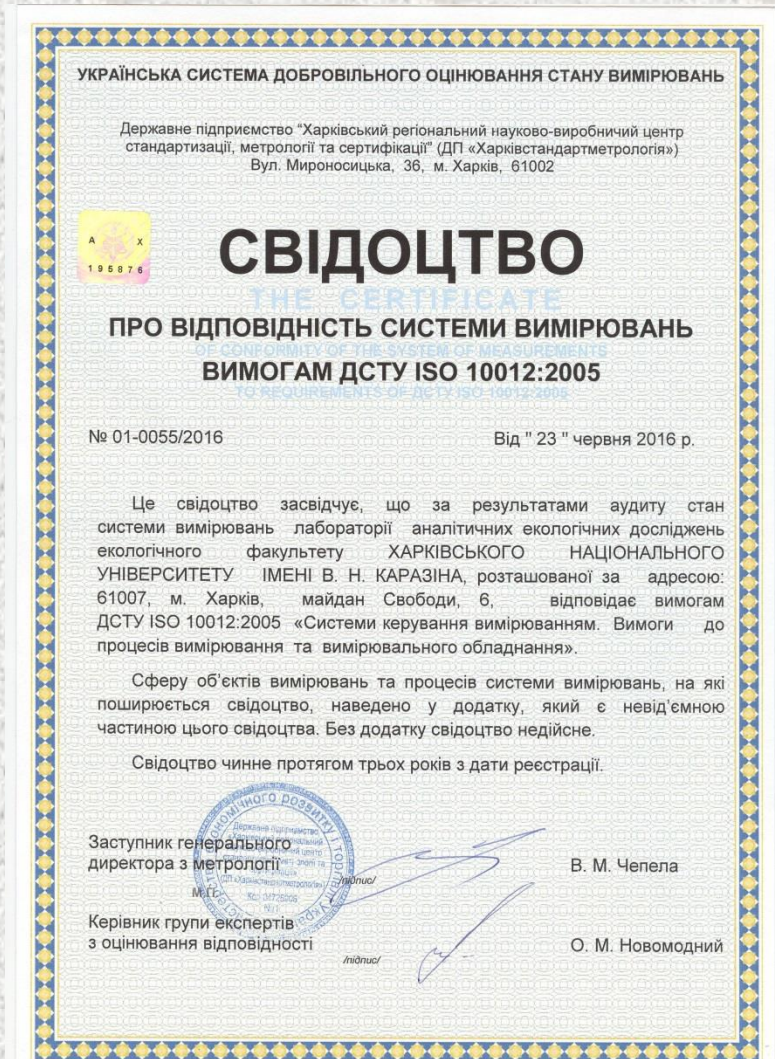 УКРАЇНСЬКА СИСТЕМА ДОБРОВІЛЬНОГО ОЦІНЮВАННЯ СТАНУ ВИМІРЮВАНЬ
Державне підприємство "Харківський регіональний науково-виробничий центр
стандартизації, метрології та сертифікації" (ДП «Харківстандартметрологія»)
Вул. Мироносицька, 36, м. Харків, 61002
А Х
195876
СВІДОЦТВО
THE CERTIFICATE
ПРО ВІДПОВІДНІСТЬ СИСТЕМИ ВИМІРЮВАНЬ
OF CONFORMITY OF THE SYSTEM OF MEASUREMENTS
ВИМОГАМ ДСТУ ISO 10012:2005
TO REQUIREMENTS OF ДСТУ ISO 10012:2005
№ 01-0055/2016 Від " 23 " червня 2016 р.
Це свідоцтво засвідчує, що за результатами аудиту стан
системи вимірювань лабораторії аналітичних екологічних досліджень
екологічного факультету ХАРКІВСЬКОГО НАЦІОНАЛЬНОГО
УНІВЕРСИТЕТУ ІМЕНІ В. Н. КАРАЗІНА, розташованої за адресою:
61007, м. Харків, майдан Свободи, 6, відповідає вимогам
ДСТУ ISO 10012:2005 «Системи керування вимірюванням. Вимоги до
процесів вимірювання та вимірювального обладнання».
Сферу об'єктів вимірювань та процесів системи вимірювань, на які
поширюється свідоцтво, наведено у додатку, який є невід'ємною
частиною цього свідоцтва. Без додатку свідоцтво недійсне.
Свідоцтво чинне протягом трьох років з дати реєстрації.
Заступник генерального
директора з метрології В. М. Чепела
/підпис/
М.П.
Керівник групи експертів
з оцінювання відповідності О. М. Новомодний
/підпис/